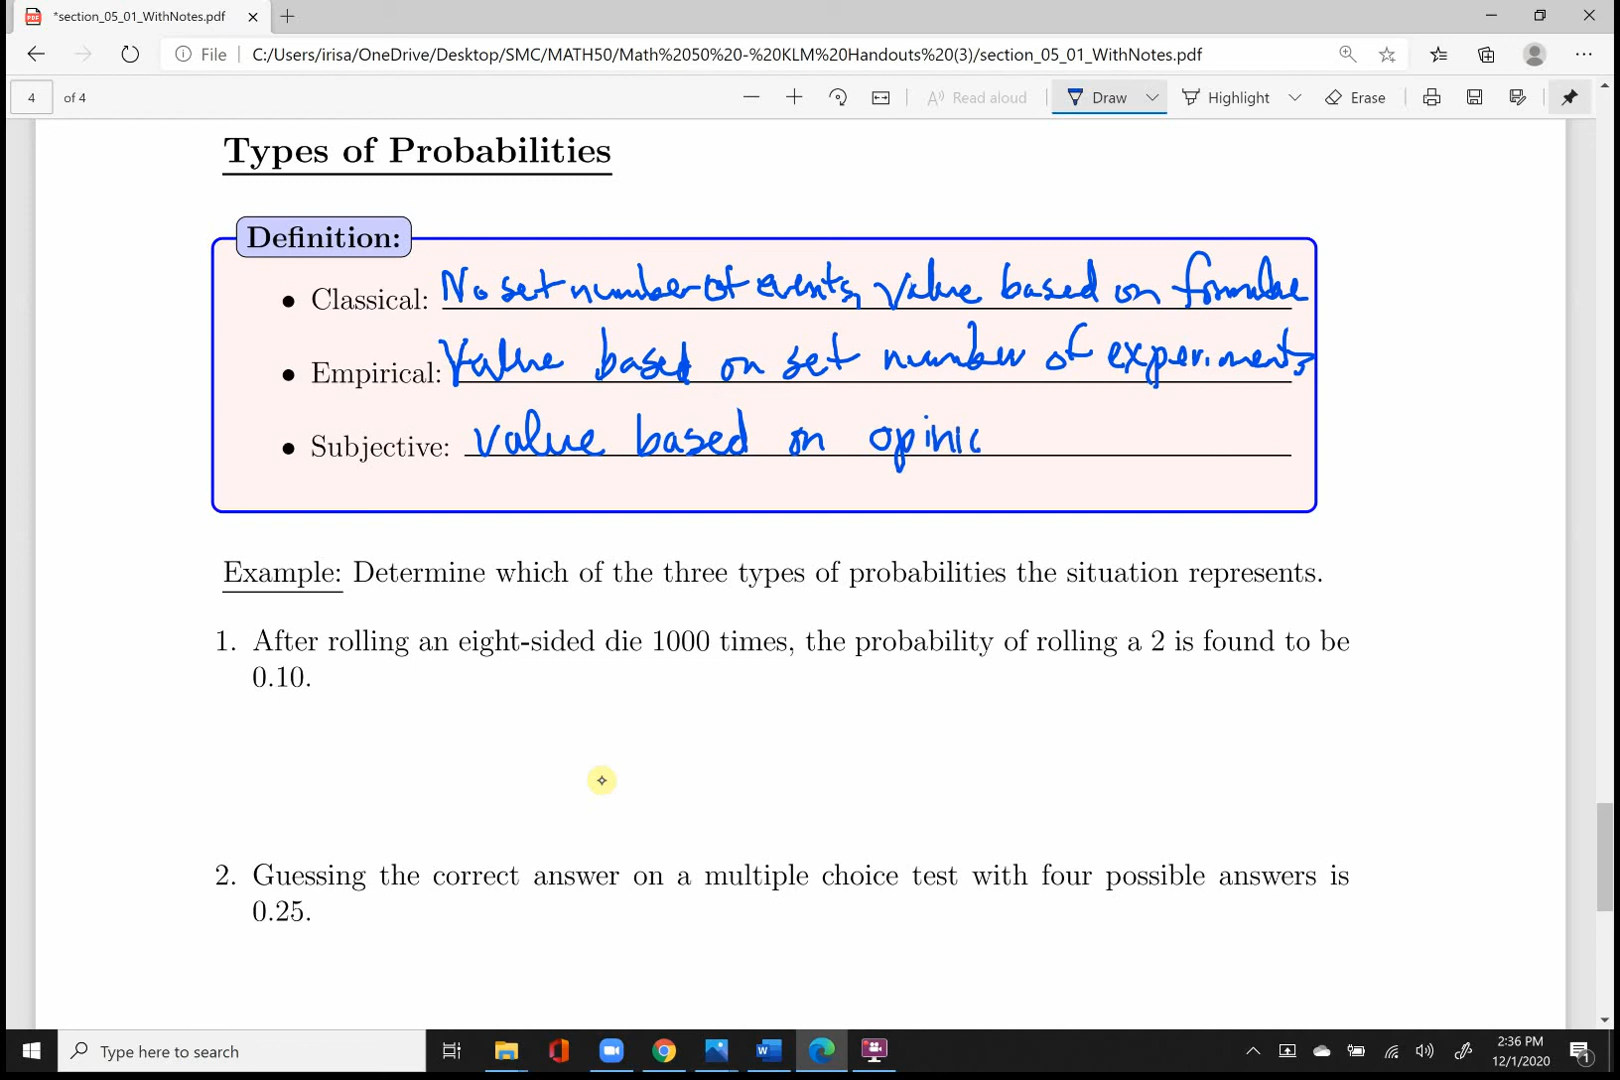 *section_05_01_WithNotes.pdf
File C:/Users/irisa/OneDrive/Desktop/SMC/MATH50/Math%2050%20-%20KLM%20Handouts%20(3)/section_05_01_WithNotes.pdf
4 of 4 Read aloud Draw Highlight Erase
Types of Probabilities
Definition:
• Classical: No set number of events, Value based on formulae
• Empirical: Value based on set number of experiments
• Subjective: value based on opinio
Example: Determine which of the three types of probabilities the situation represents.
1. After rolling an eight-sided die 1000 times, the probability of rolling a 2 is found to be
0.10.
2. Guessing the correct answer on a multiple choice test with four possible answers is
0.25.
Type here to search
2:36 PM
12/1/2020
1